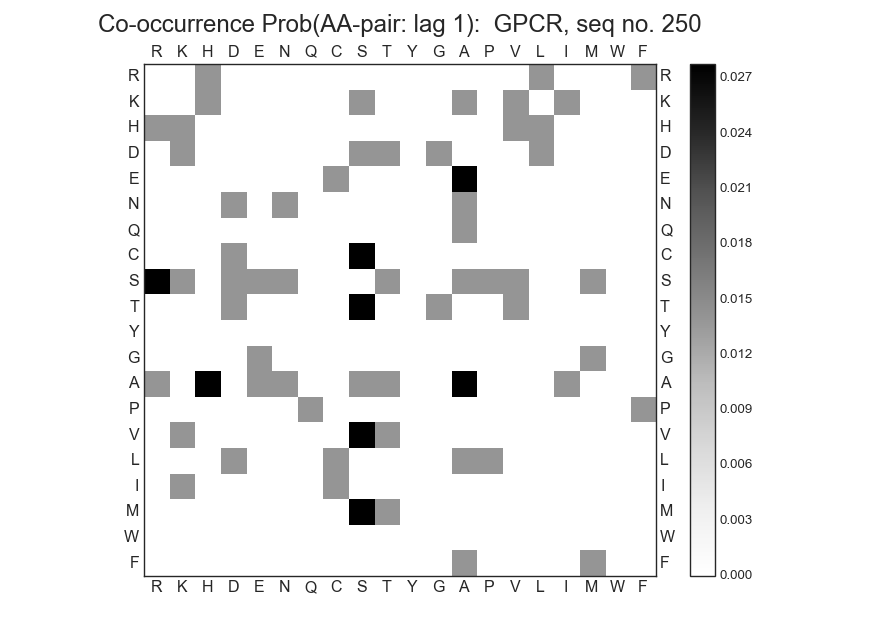 Co-occurrence Prob(AA-pair: lag 1):  GPCR, seq no. 250
R K H D E N Q C S T Y G A P V L I M W F
R R 0.027
K K
H H 0.024
D D
E E 0.021
N N
Q Q 0.018
C C
S S 0.015
T T
Y Y
G G 0.012
A A
P P 0.009
V V
L L 0.006
I I
M M 0.003
W W
F F 0.000
R K H D E N Q C S T Y G A P V L I M W F